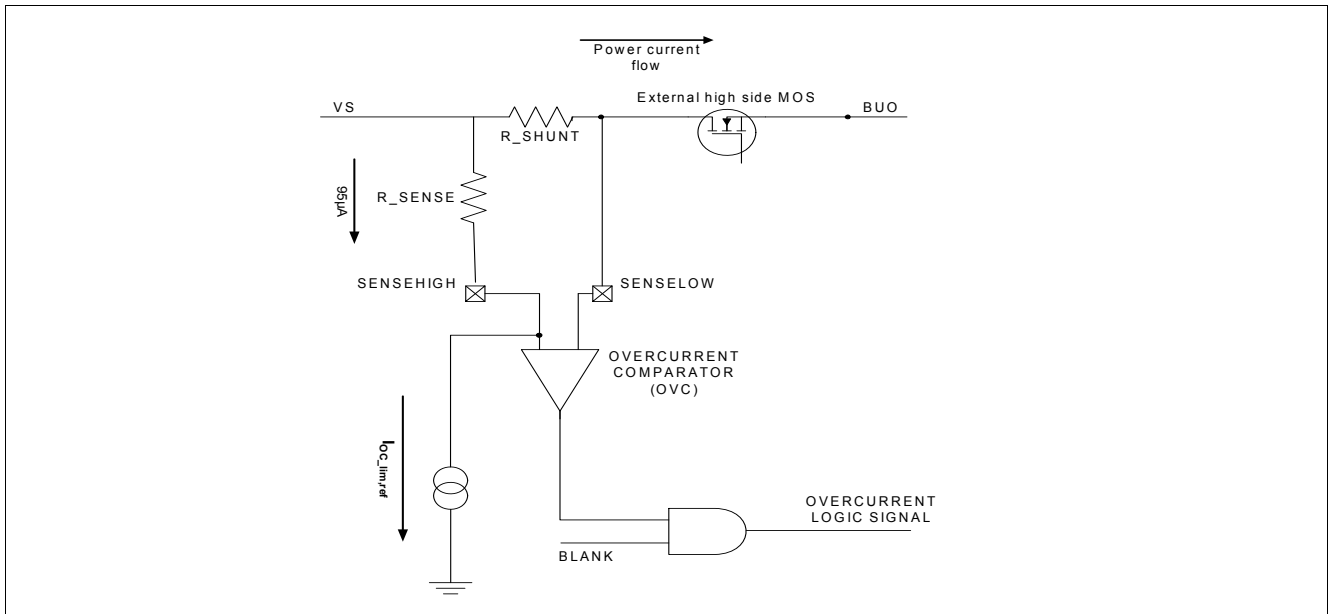 Power current
flow
External high side MOS
VS
BUO
R_SHUNT
R_SENSE
95µA
SENSEHIGH
SENSELOW
OVERCURRENT
COMPARATOR
(OVC)
IOC_lim,ref
OVERCURRENT
LOGIC SIGNAL
BLANK